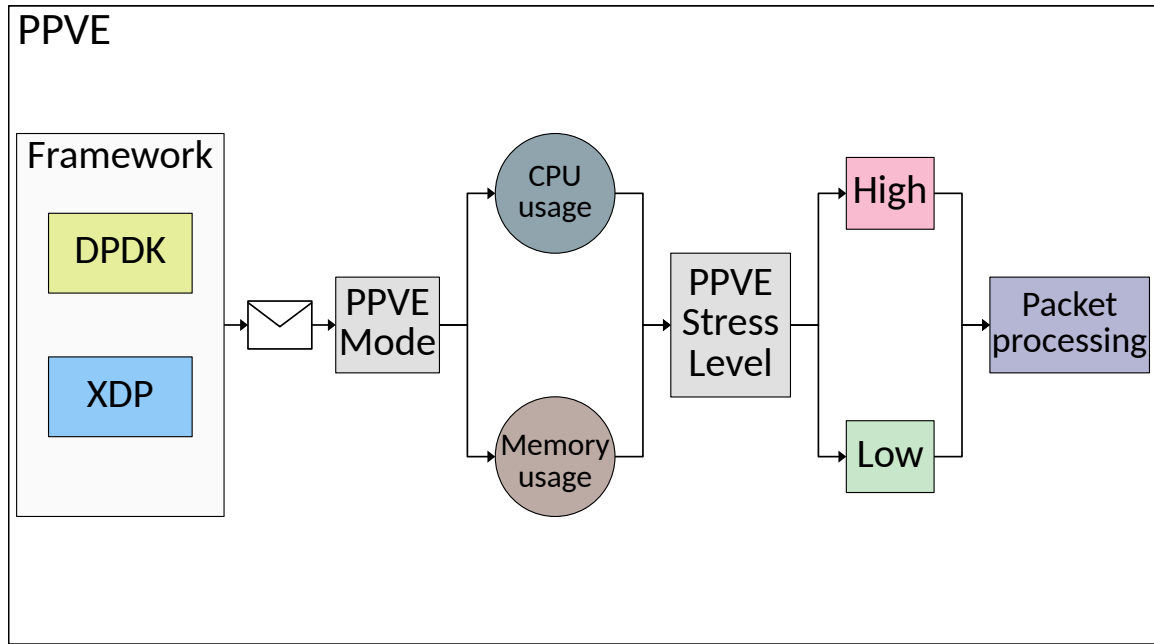 PPVE
Framework
DPDK
XDP
PPVE
Mode
CPU
usage
Memory
usage
PPVE
Stress
Level
High
Low
Packet
processing